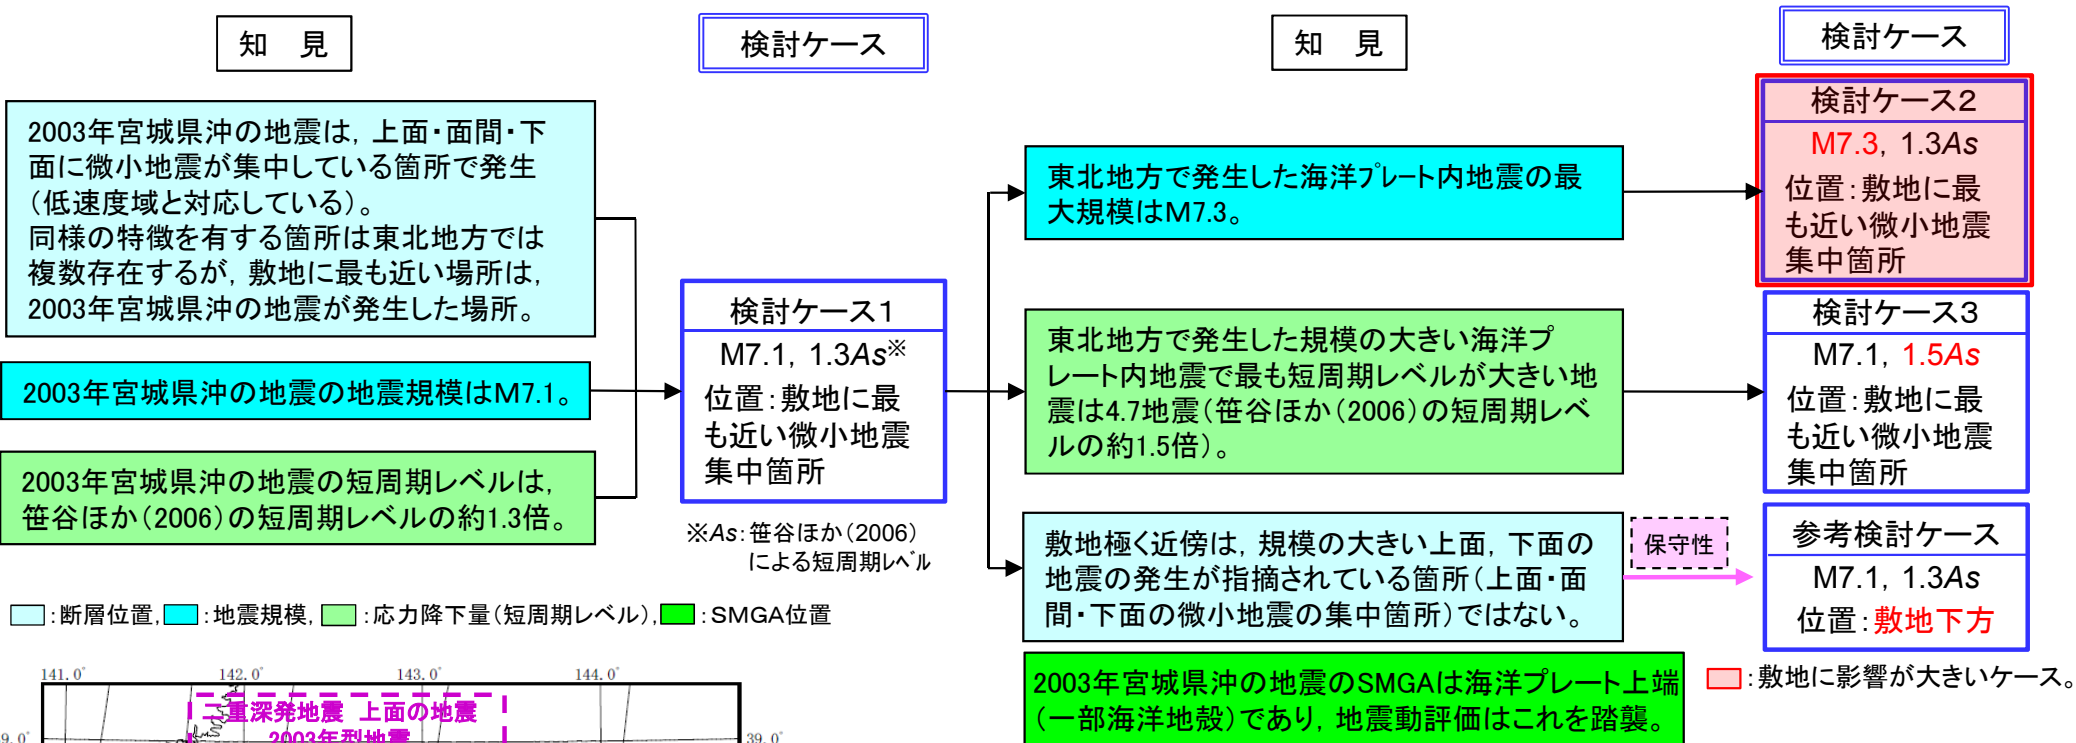 知　見
検討ケース
2003年宮城県沖の地震は，上面・面間・下
面に微小地震が集中している箇所で発生
（低速度域と対応している）。
同様の特徴を有する箇所は東北地方では
複数存在するが，敷地に最も近い場所は，
2003年宮城県沖の地震が発生した場所。
2003年宮城県沖の地震の地震規模はM7.1。
2003年宮城県沖の地震の短周期レベルは，
笹谷ほか（2006）の短周期レベルの約1.3倍。
検討ケース1
M7.1，1.3As※
位置：敷地に最
も近い微小地震
集中箇所
※As：笹谷ほか（2006）
による短周期レベル
知　見
検討ケース
東北地方で発生した海洋プレート内地震の最
大規模はM7.3。
検討ケース2
M7.3，1.3As
位置：敷地に最
も近い微小地震
集中箇所
東北地方で発生した規模の大きい海洋プ
レート内地震で最も短周期レベルが大きい地
震は4.7地震（笹谷ほか（2006）の短周期レベ
ルの約1.5倍）。
検討ケース3
M7.1，1.5As
位置：敷地に最
も近い微小地震
集中箇所
敷地極く近傍は，規模の大きい上面，下面の
地震の発生が指摘されている箇所（上面・面
間・下面の微小地震の集中箇所）ではない。
保守性
参考検討ケース
M7.1，1.3As
位置：敷地下方
2003年宮城県沖の地震のSMGAは海洋プレート上端
（一部海洋地殻）であり，地震動評価はこれを踏襲。
：敷地に影響が大きいケース。
：断層位置，：地震規模，：応力降下量（短周期レベル），：SMGA位置
141.0° 142.0° 143.0° 144.0°
二重深発地震 上面の地震
2003年型地震
9.0° 39.0°